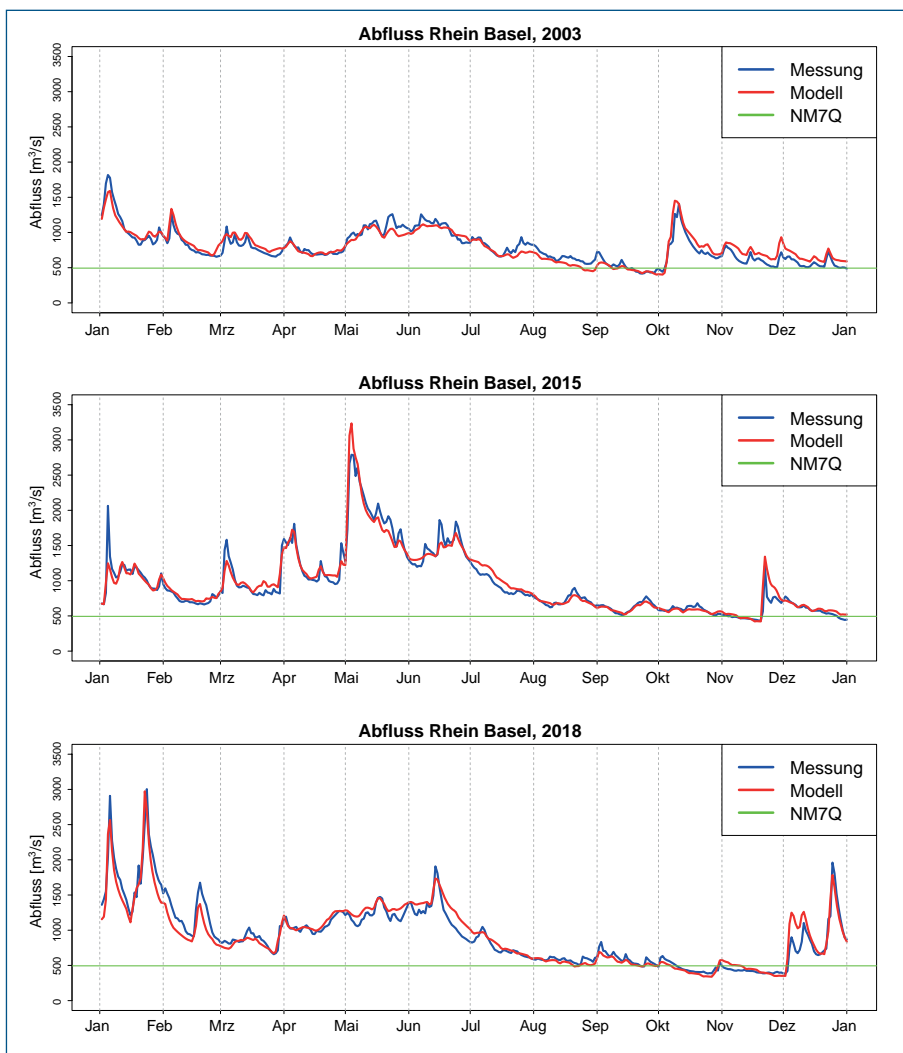 Abfluss Rhein Basel, 2003
Abfluss [m³/s]
3500
3000
2500
2000
1500
1000
500
0
Messung
Modell
NM7Q
Jan Feb Mrz Apr Mai Jun Jul Aug Sep Okt Nov Dez Jan
Abfluss Rhein Basel, 2015
Abfluss [m³/s]
3500
3000
2500
2000
1500
1000
500
0
Messung
Modell
NM7Q
Jan Feb Mrz Apr Mai Jun Jul Aug Sep Okt Nov Dez Jan
Abfluss Rhein Basel, 2018
Abfluss [m³/s]
3500
3000
2500
2000
1500
1000
500
0
Messung
Modell
NM7Q
Jan Feb Mrz Apr Mai Jun Jul Aug Sep Okt Nov Dez Jan